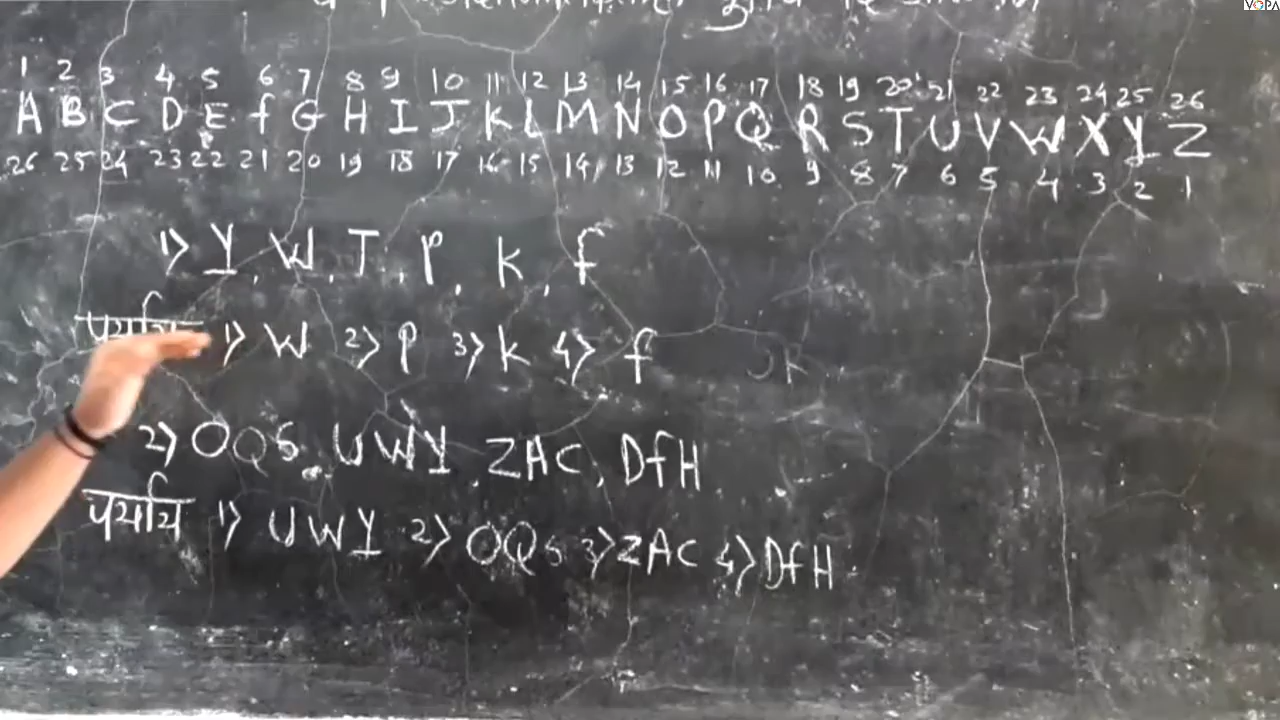 VOPA
1 2 3 4 5 6 7 8 9 10 11 12 13 14 15 16 17 18 19 20 21 22 23 24 25 26
A B C D E f G H I J K L M N O P Q R S T U V W X Y Z
26 25 24 23 22 21 20 19 18 17 16 15 14 13 12 11 10 9 8 7 6 5 4 3 2 1
1) Y, W, T, P, K, f
पर्याय 1) W 2) P 3) K 4) f
2) OQS, UWY, ZAC, DfH
पर्याय 1) UWY 2) OQS 3) ZAC 4) DfH